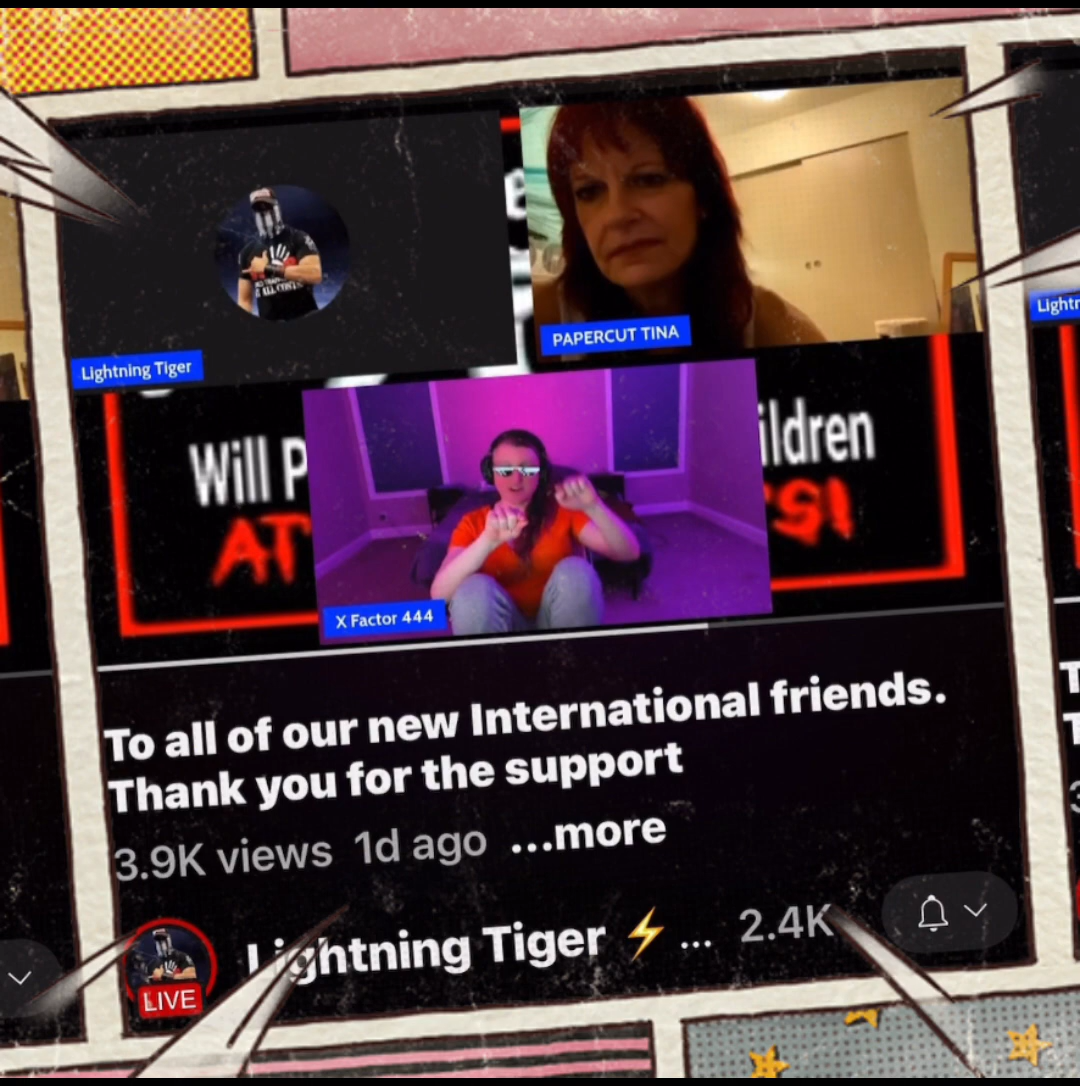 Lightning Tiger
PAPERCUT TINA
Will P
ildren
AT
S!
X Factor 444
To all of our new International friends.
Thank you for the support
3.9K views 1d ago ...more
Lightning Tiger ⚡ ... 2.4K
LIVE
Lightn